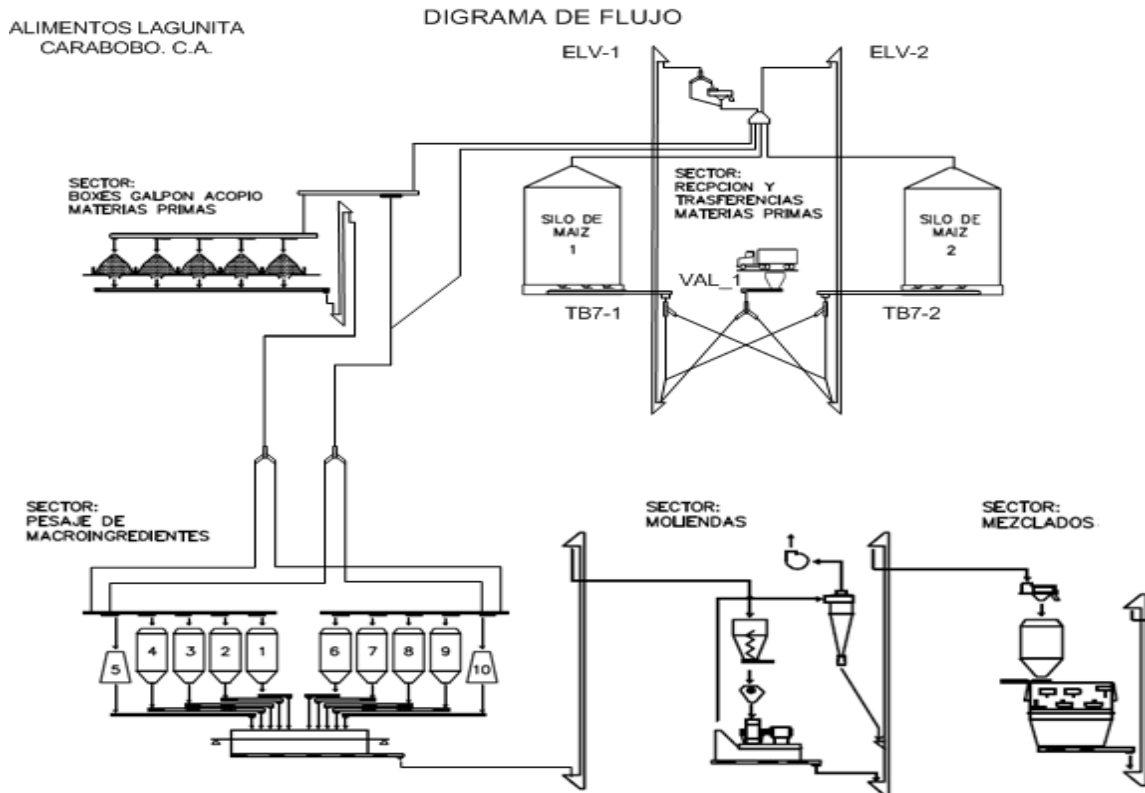 DIGRAMA DE FLUJO
ALIMENTOS LAGUNITA
CARABOBO. C.A.
ELV-1
ELV-2
SECTOR:
BOXES GALPON ACOPIO
MATERIAS PRIMAS
SECTOR:
RECPCION Y
TRASFERENCIAS
MATERIAS PRIMAS
SILO DE
MAIZ
1
SILO DE
MAIZ
2
VAL_1
TB7-1
TB7-2
SECTOR:
PESAJE DE
MACROINGREDIENTES
SECTOR:
MOLIENDAS
SECTOR:
MEZCLADOS
5
4
3
2
1
6
7
8
9
10